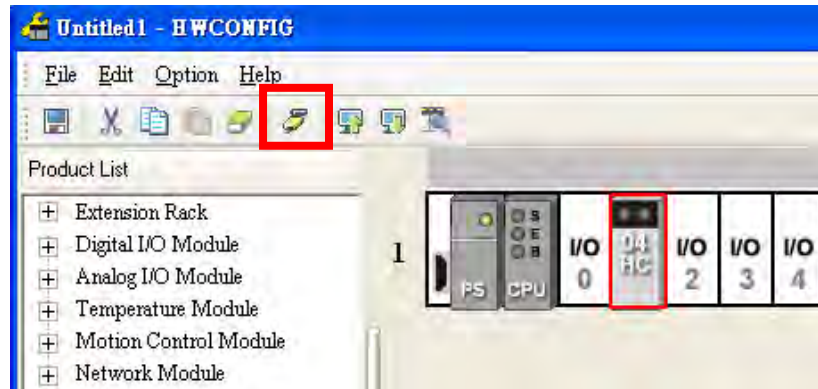 Untitled1 - HWCONFIG
File Edit Option Help
Product List
Extension Rack
Digital I/O Module
Analog I/O Module
Temperature Module
Motion Control Module
Network Module
1
PS
CPU
S
E
B
I/O
0
04
HC
I/O
2
I/O
3
I/O
4